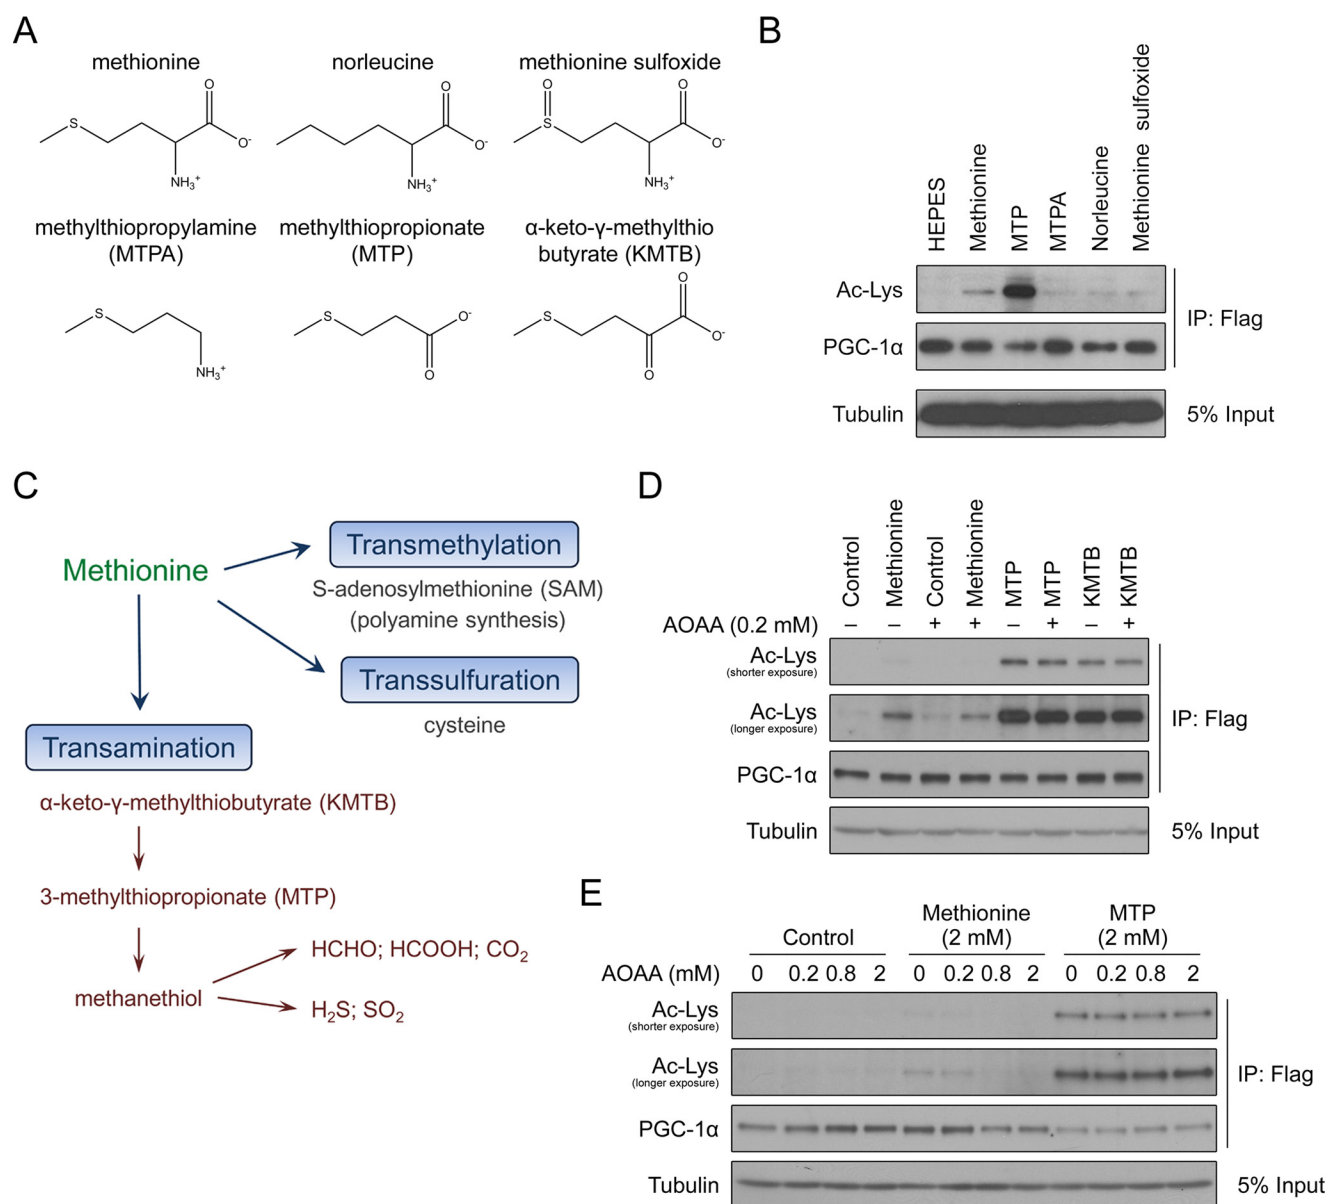 A
methionine
norleucine
methionine sulfoxide
S
O
O⁻
NH₃⁺
O
O⁻
NH₃⁺
O
S
O
O⁻
NH₃⁺
methylthiopropylamine
(MTPA)
methylthiopropionate
(MTP)
α-keto-γ-methylthio
butyrate (KMTB)
S
NH₃⁺
S
O⁻
O
S
O
O
O⁻
B
HEPES
Methionine
MTP
MTPA
Norleucine
Methionine sulfoxide
Ac-Lys
PGC-1α
IP: Flag
Tubulin
5% Input
C
Methionine
Transmethylation
S-adenosylmethionine (SAM)
(polyamine synthesis)
Transsulfuration
cysteine
Transamination
α-keto-γ-methylthiobutyrate (KMTB)
3-methylthiopropionate (MTP)
methanethiol
HCHO; HCOOH; CO₂
H₂S; SO₂
D
Control
Methionine
Control
Methionine
MTP
MTP
KMTB
KMTB
AOAA (0.2 mM) – – + + – + – +
Ac-Lys
(shorter exposure)
Ac-Lys
(longer exposure)
PGC-1α
IP: Flag
Tubulin
5% Input
E
Control
Methionine
(2 mM)
MTP
(2 mM)
AOAA (mM) 0 0.2 0.8 2 0 0.2 0.8 2 0 0.2 0.8 2
Ac-Lys
(shorter exposure)
Ac-Lys
(longer exposure)
PGC-1α
IP: Flag
Tubulin
5% Input